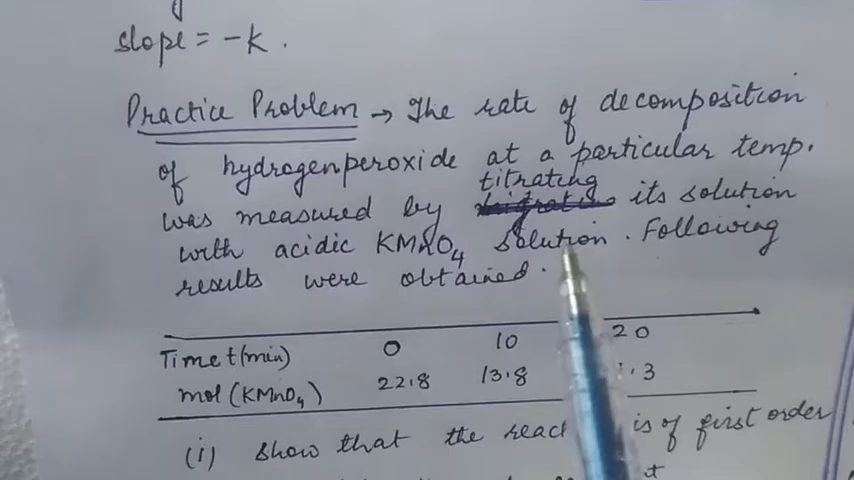 slope = -k.
Practice Problem → The rate of decomposition
of hydrogenperoxide at a particular temp.
titrating
was measured by its solution
with acidic KMnO₄ solution. Following
results were obtained.
Time t(min) 0 10 20
mol (KMnO₄) 22.8 13.8 .3
(i) show that the reac is of first order